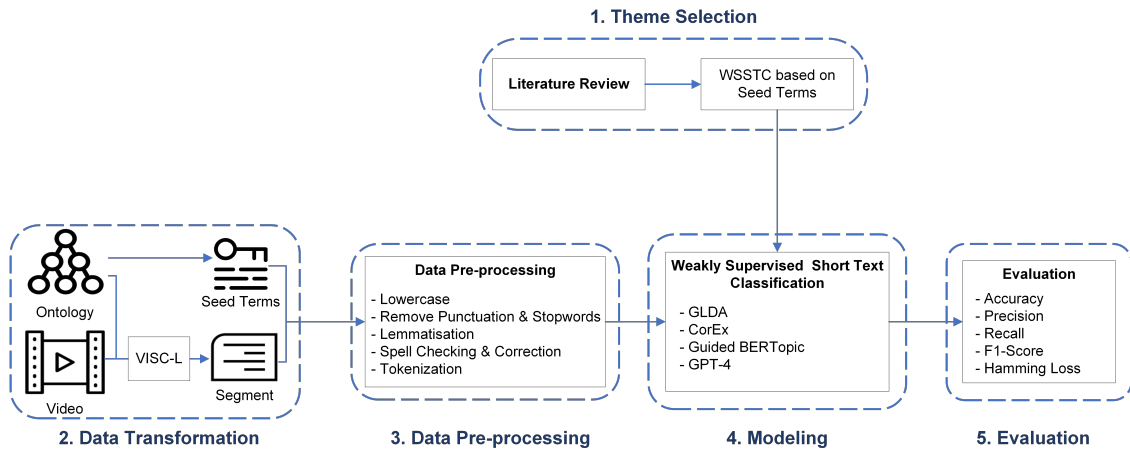 1. Theme Selection
Literature Review
WSSTC based on
Seed Terms
Ontology
Seed Terms
Video
VISC-L
Segment
2. Data Transformation
Data Pre-processing
- Lowercase
- Remove Punctuation & Stopwords
- Lemmatisation
- Spell Checking & Correction
- Tokenization
3. Data Pre-processing
Weakly Supervised Short Text
Classification
- GLDA
- CorEx
- Guided BERTopic
- GPT-4
4. Modeling
Evaluation
- Accuracy
- Precision
- Recall
- F1-Score
- Hamming Loss
5. Evaluation